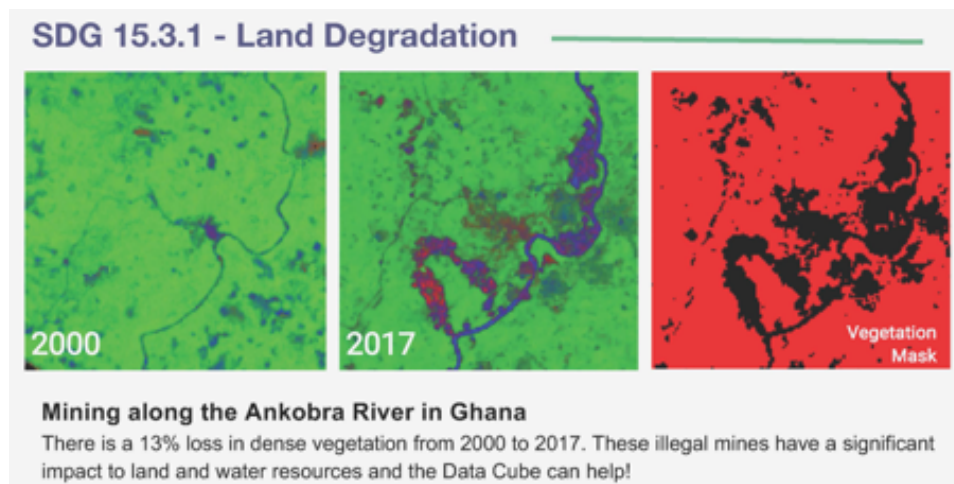 SDG 15.3.1 - Land Degradation
2000
2017
Vegetation
Mask
Mining along the Ankobra River in Ghana
There is a 13% loss in dense vegetation from 2000 to 2017. These illegal mines have a significant
impact to land and water resources and the Data Cube can help!